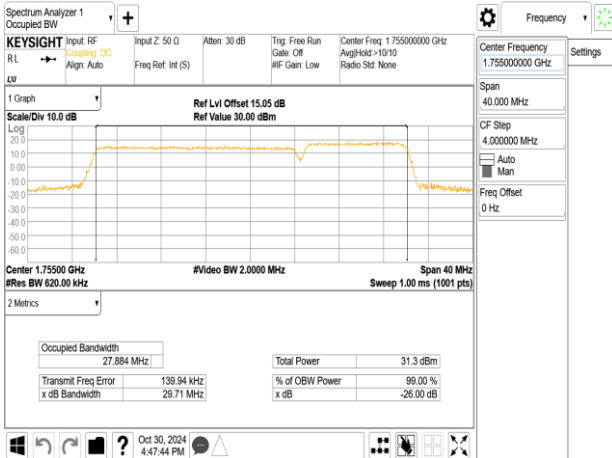 Spectrum Analyzer 1
Occupied BW
Frequency
KEYSIGHT
RL
Input: RF
Coupling: DC
Align: Auto
Input Z: 50 Ω
Freq Ref: Int (S)
Atten: 30 dB
Trig: Free Run
Gate: Off
#IF Gain: Low
Center Freq: 1.755000000 GHz
Avg|Hold:>10/10
Radio Std: None
Center Frequency
1.755000000 GHz
Settings
Span
40.000 MHz
CF Step
4.000000 MHz
Auto
Man
Freq Offset
0 Hz
1 Graph
Scale/Div 10.0 dB
Ref Lvl Offset 15.05 dB
Ref Value 30.00 dBm
Log
20.0
10.0
0.00
-10.0
-20.0
-30.0
-40.0
-50.0
-60.0
Center 1.75500 GHz
#Video BW 2.0000 MHz
Span 40 MHz
#Res BW 620.00 kHz
Sweep 1.00 ms (1001 pts)
2 Metrics
Occupied Bandwidth
27.884 MHz
Total Power 31.3 dBm
Transmit Freq Error 139.94 kHz
% of OBW Power 99.00 %
x dB Bandwidth 29.71 MHz
x dB -26.00 dB
Oct 30, 2024
4:47:44 PM